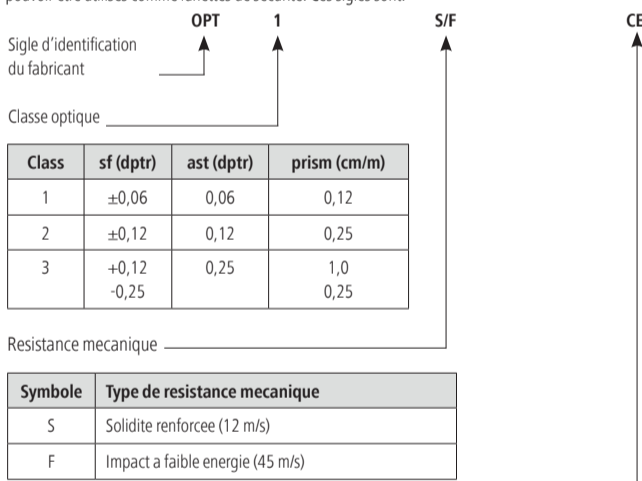 OPT 1 S/F CE
Sigle d'identification
du fabricant
Classe optique
Class sf (dptr) ast (dptr) prism (cm/m)
1 ±0,06 0,06 0,12
2 ±0,12 0,12 0,25
3 +0,12 0,25 1,0
-0,25 0,25
Resistance mecanique
Symbole Type de resistance mecanique
S Solidite renforcee (12 m/s)
F Impact a faible energie (45 m/s)